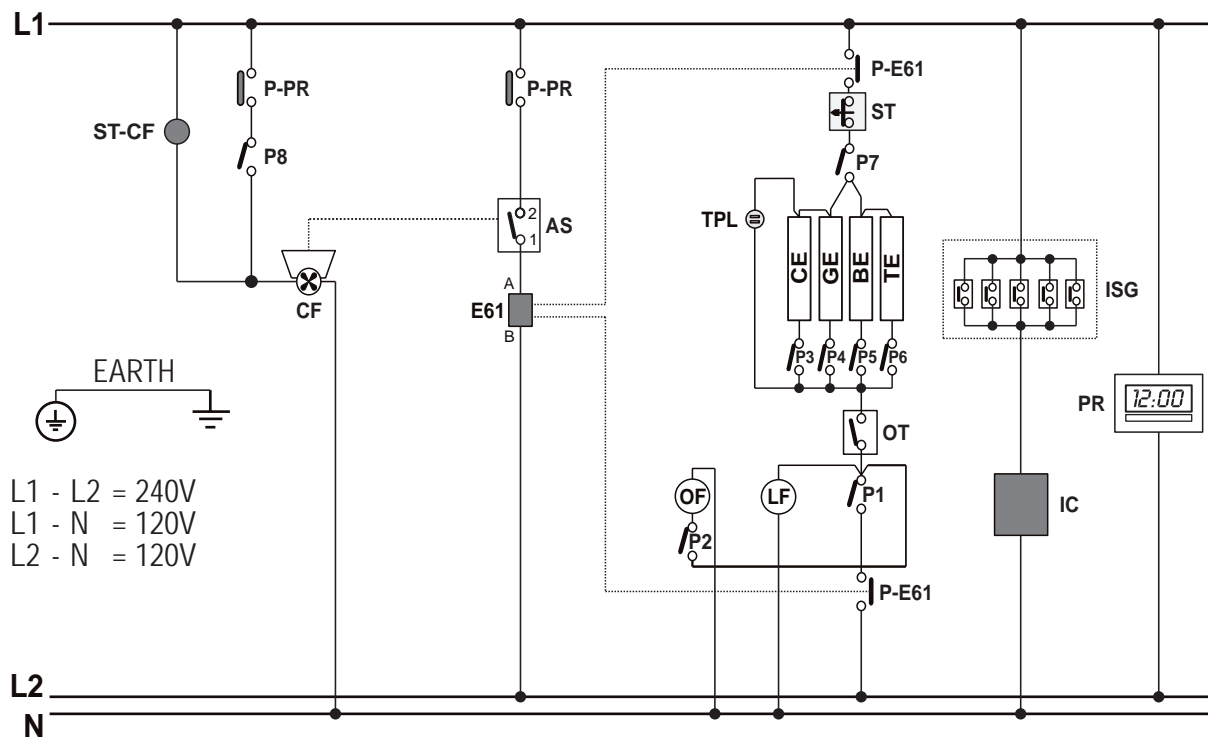 L1
P-E61
P-PR
P-PR
ST
ST-CF
P8
P7
2
AS
1
TPL
CE
GE
BE
TE
ISG
A
E61
B
CF
P3
P4
P5
P6
EARTH
PR
12:00
OT
L1 - L2 = 240V
L1 - N = 120V
L2 - N = 120V
OF
LF
P1
IC
P2
P-E61
L2
N